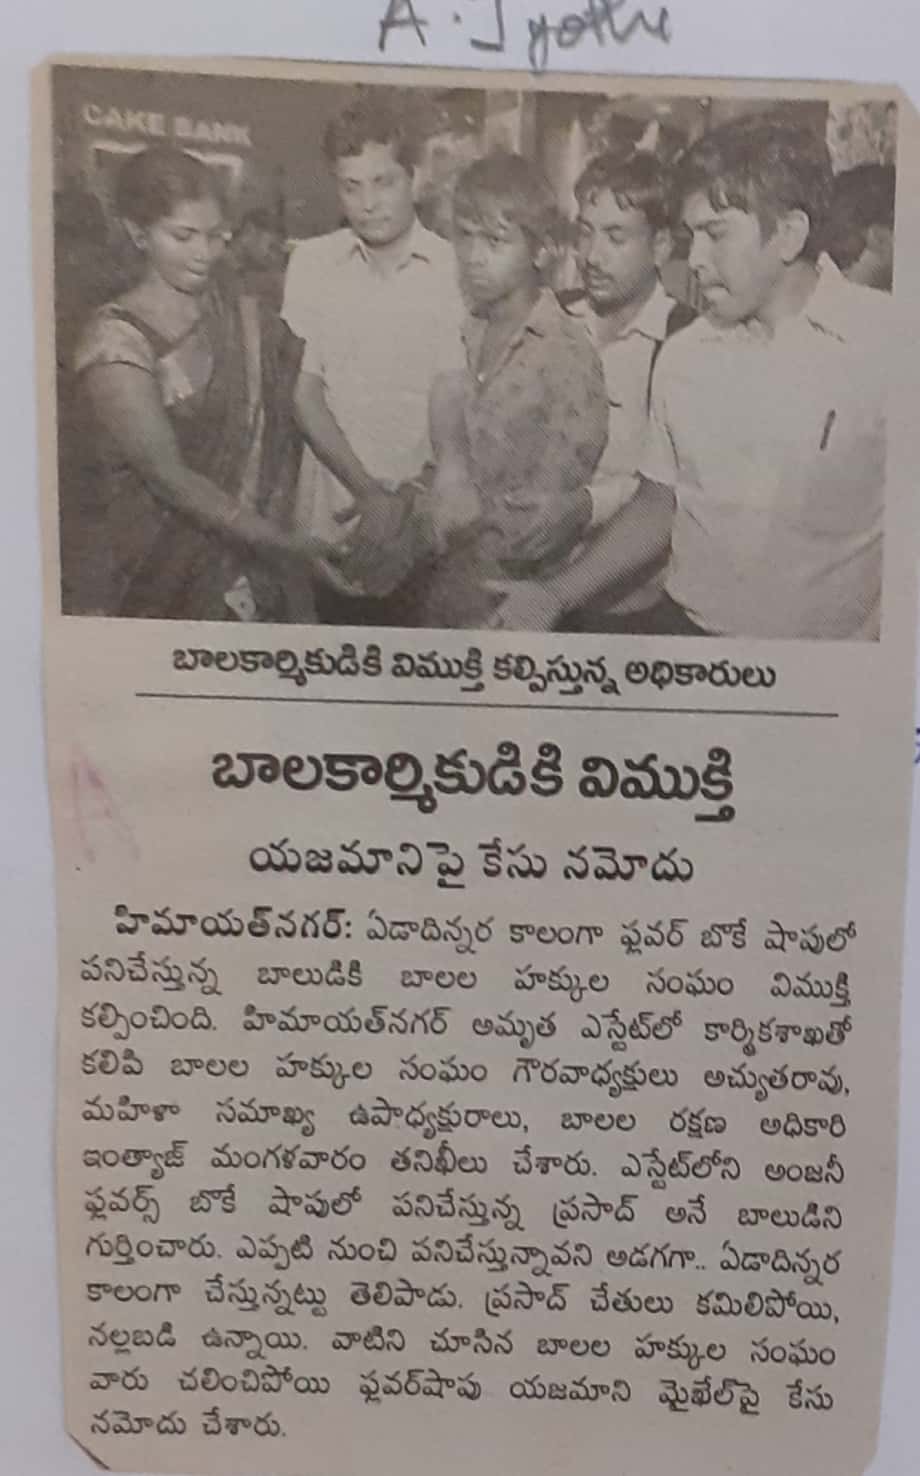 A. Jyothi
CAKE BANK
బాలకార్మికుడికి విముక్తి కల్పిస్తున్న అధికారులు
బాలకార్మికుడికి విముక్తి
యజమానిపై కేసు నమోదు
హిమాయత్‌నగర్: ఏడాదిన్నర కాలంగా ఫ్లవర్ బొకే షాపులో
పనిచేస్తున్న బాలుడికి బాలల హక్కుల సంఘం విముక్తి
కల్పించింది. హిమాయత్‌నగర్ అమృత ఎస్టేట్‌లో కార్మికశాఖతో
కలిపి బాలల హక్కుల సంఘం గౌరవాధ్యక్షులు అచ్యుతరావు,
మహిళా సమాఖ్య ఉపాధ్యక్షురాలు, బాలల రక్షణ అధికారి
ఇంత్యాజ్ మంగళవారం తనిఖీలు చేశారు. ఎస్టేట్‌లోని అంజనీ
ఫ్లవర్స్ బొకే షాపులో పనిచేస్తున్న ప్రసాద్ అనే బాలుడిని
గుర్తించారు. ఎప్పటి నుంచి పనిచేస్తున్నావని అడగగా.. ఏడాదిన్నర
కాలంగా చేస్తున్నట్టు తెలిపాడు. ప్రసాద్ చేతులు కమిలిపోయి,
నల్లబడి ఉన్నాయి. వాటిని చూసిన బాలల హక్కుల సంఘం
వారు చలించిపోయి ఫ్లవర్‌షాపు యజమాని మైఖేల్‌పై కేసు
నమోదు చేశారు.